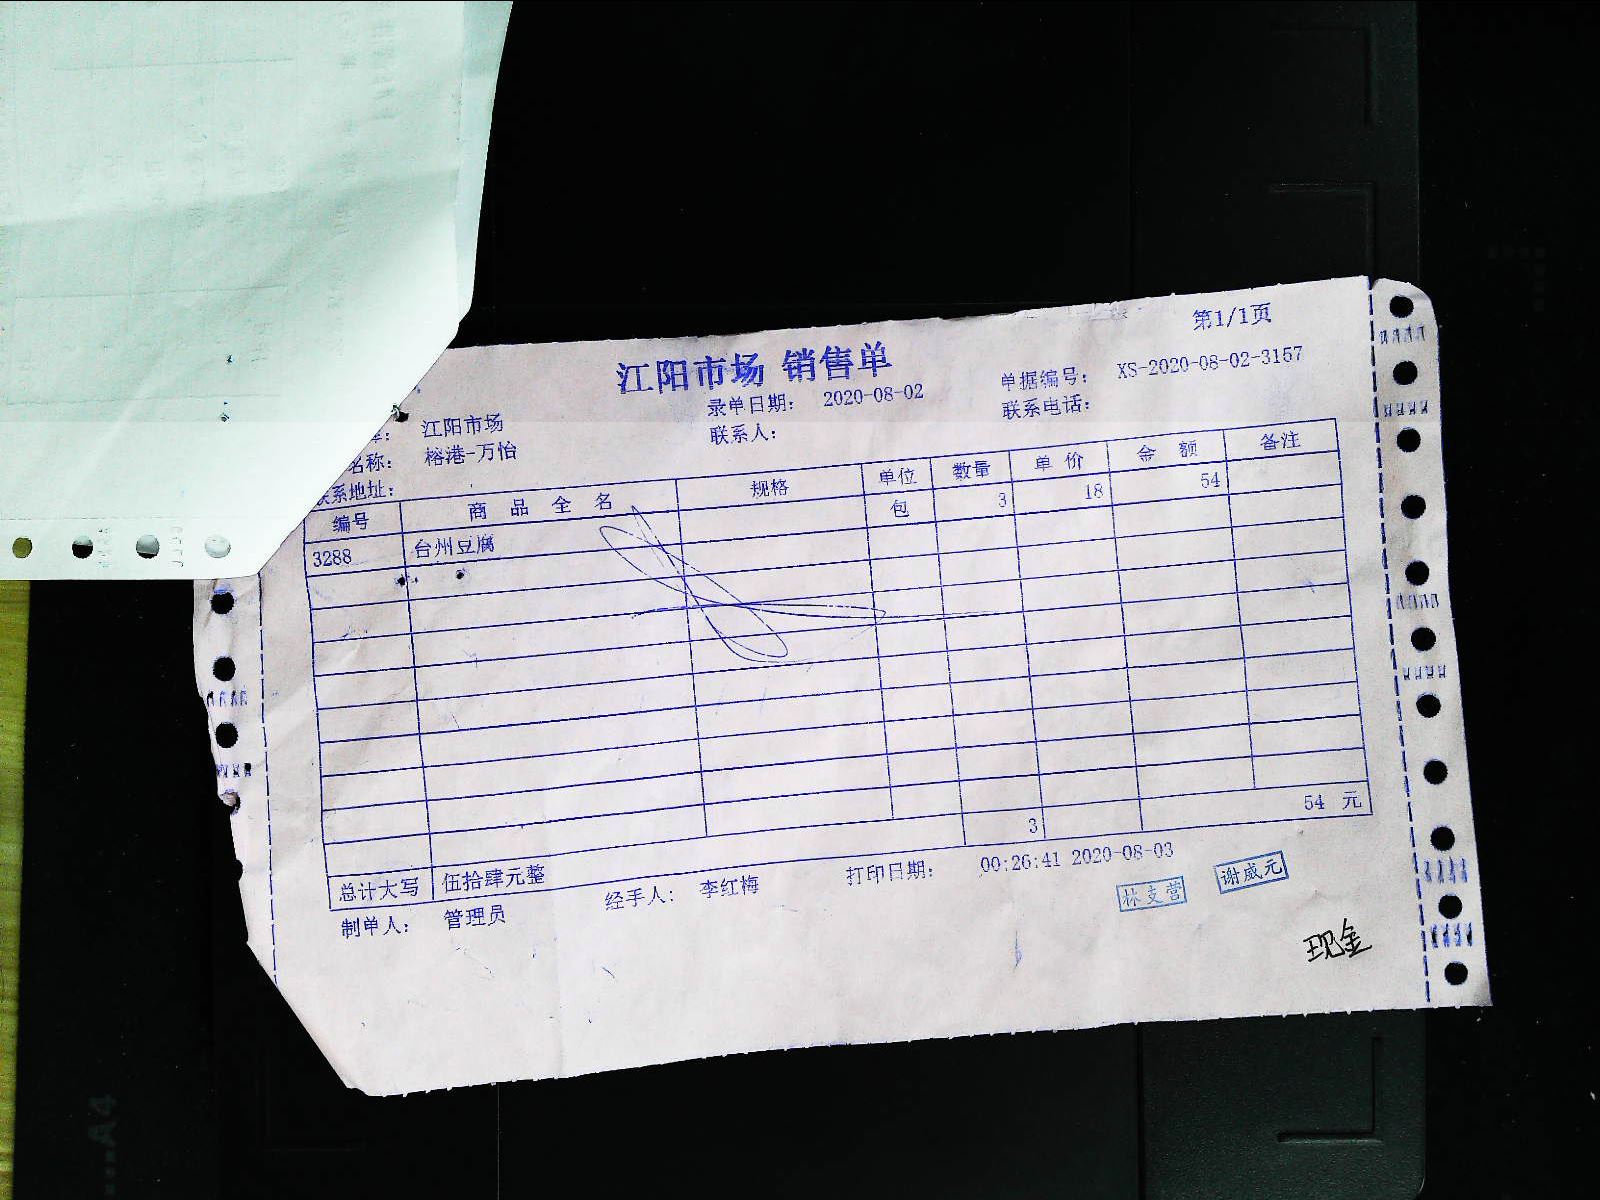 第1/1页
江阳市场 销售单
录单日期: 2020-08-02
单据编号: XS-2020-08-02-3157
江阳市场
联系人:
联系电话:
名称: 榕港-万怡
联系地址:
编号 商品全名 规格 单位 数量 单价 金额 备注
3288 台州豆腐 包 3 18 54
3 54 元
总计大写 伍拾肆元整
制单人: 管理员 经手人: 李红梅 打印日期: 00:26:41 2020-08-03
林支营 谢威元
现金